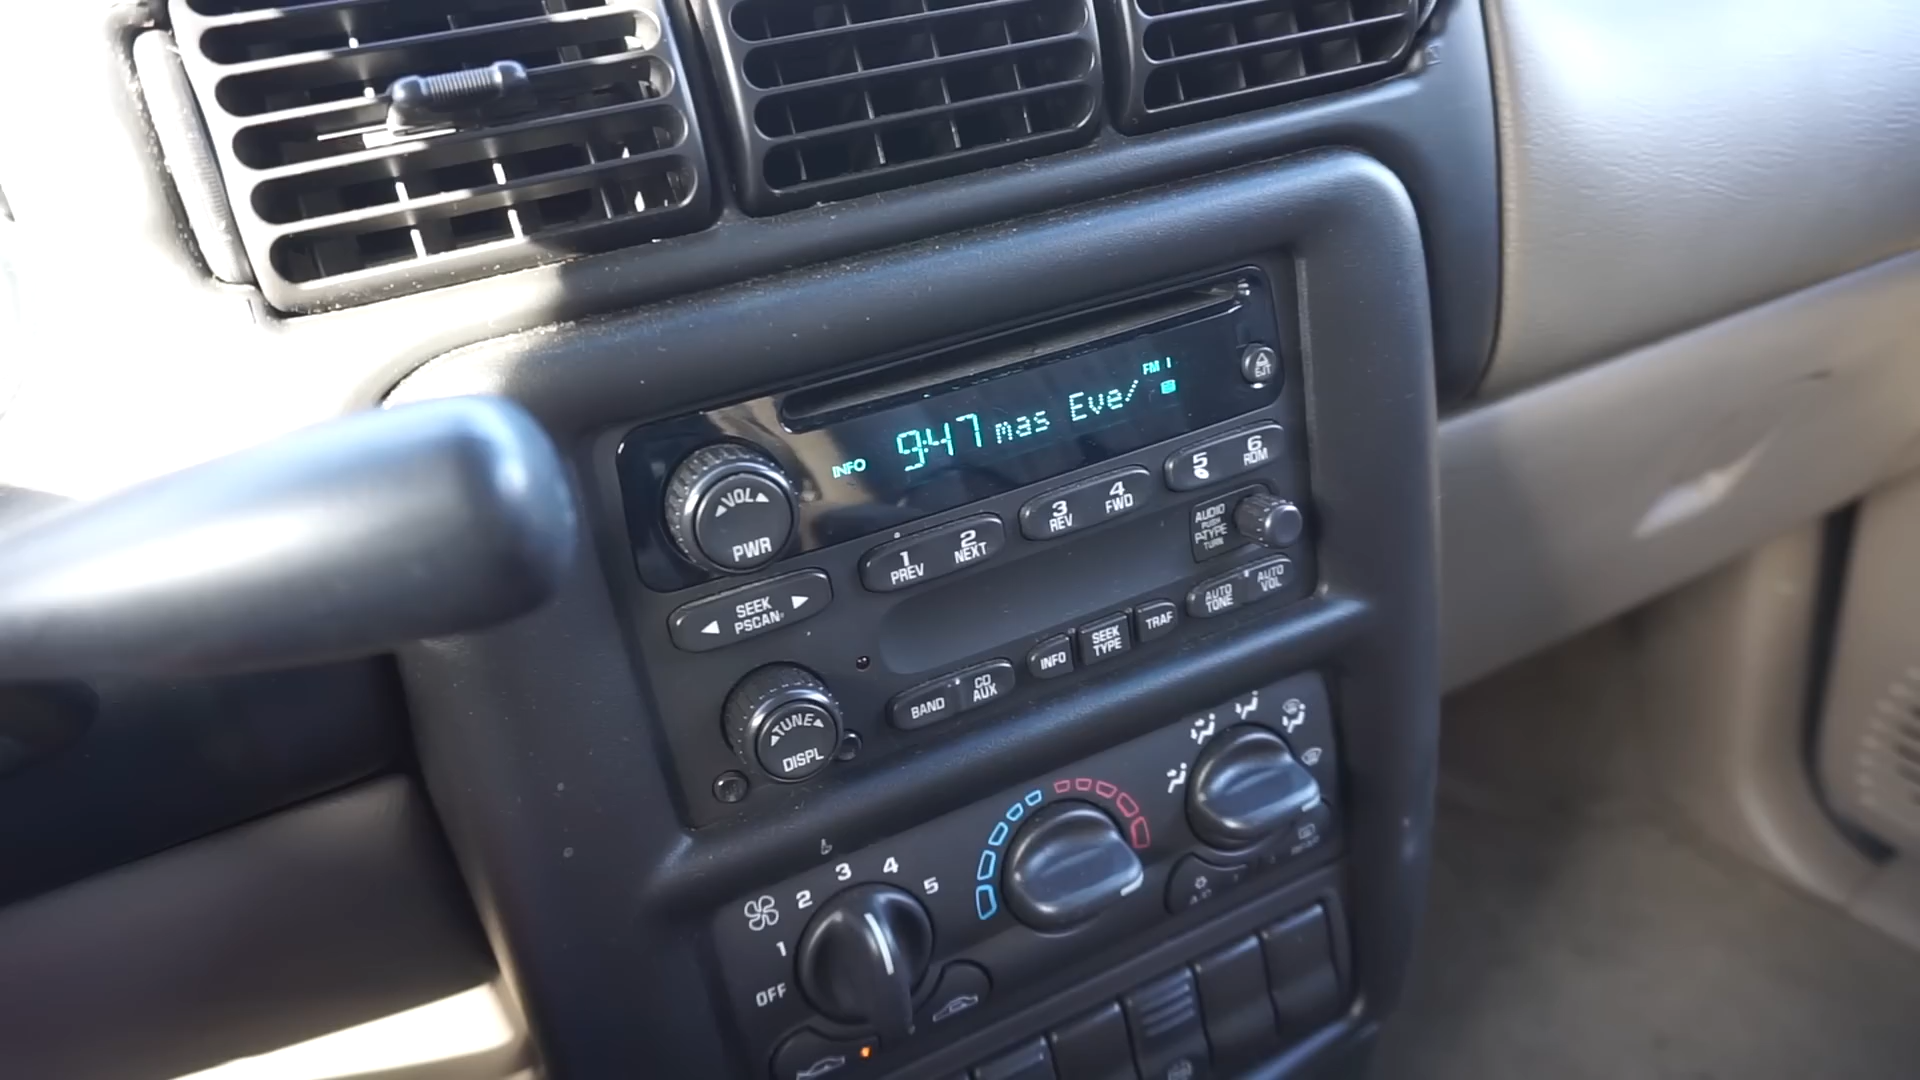 FM 1
INFO 9:47 mas Eve/
EJT
VOL
PWR
1 PREV 2 NEXT 3 REV 4 FWD 5 6 RDM
AUDIO
PUSH
P-TYPE
TURN
SEEK
PSCAN
AUTO TONE AUTO VOL
INFO SEEK TYPE TRAF
BAND CD AUX
TUNE
DISPL
OFF 1 2 3 4 5